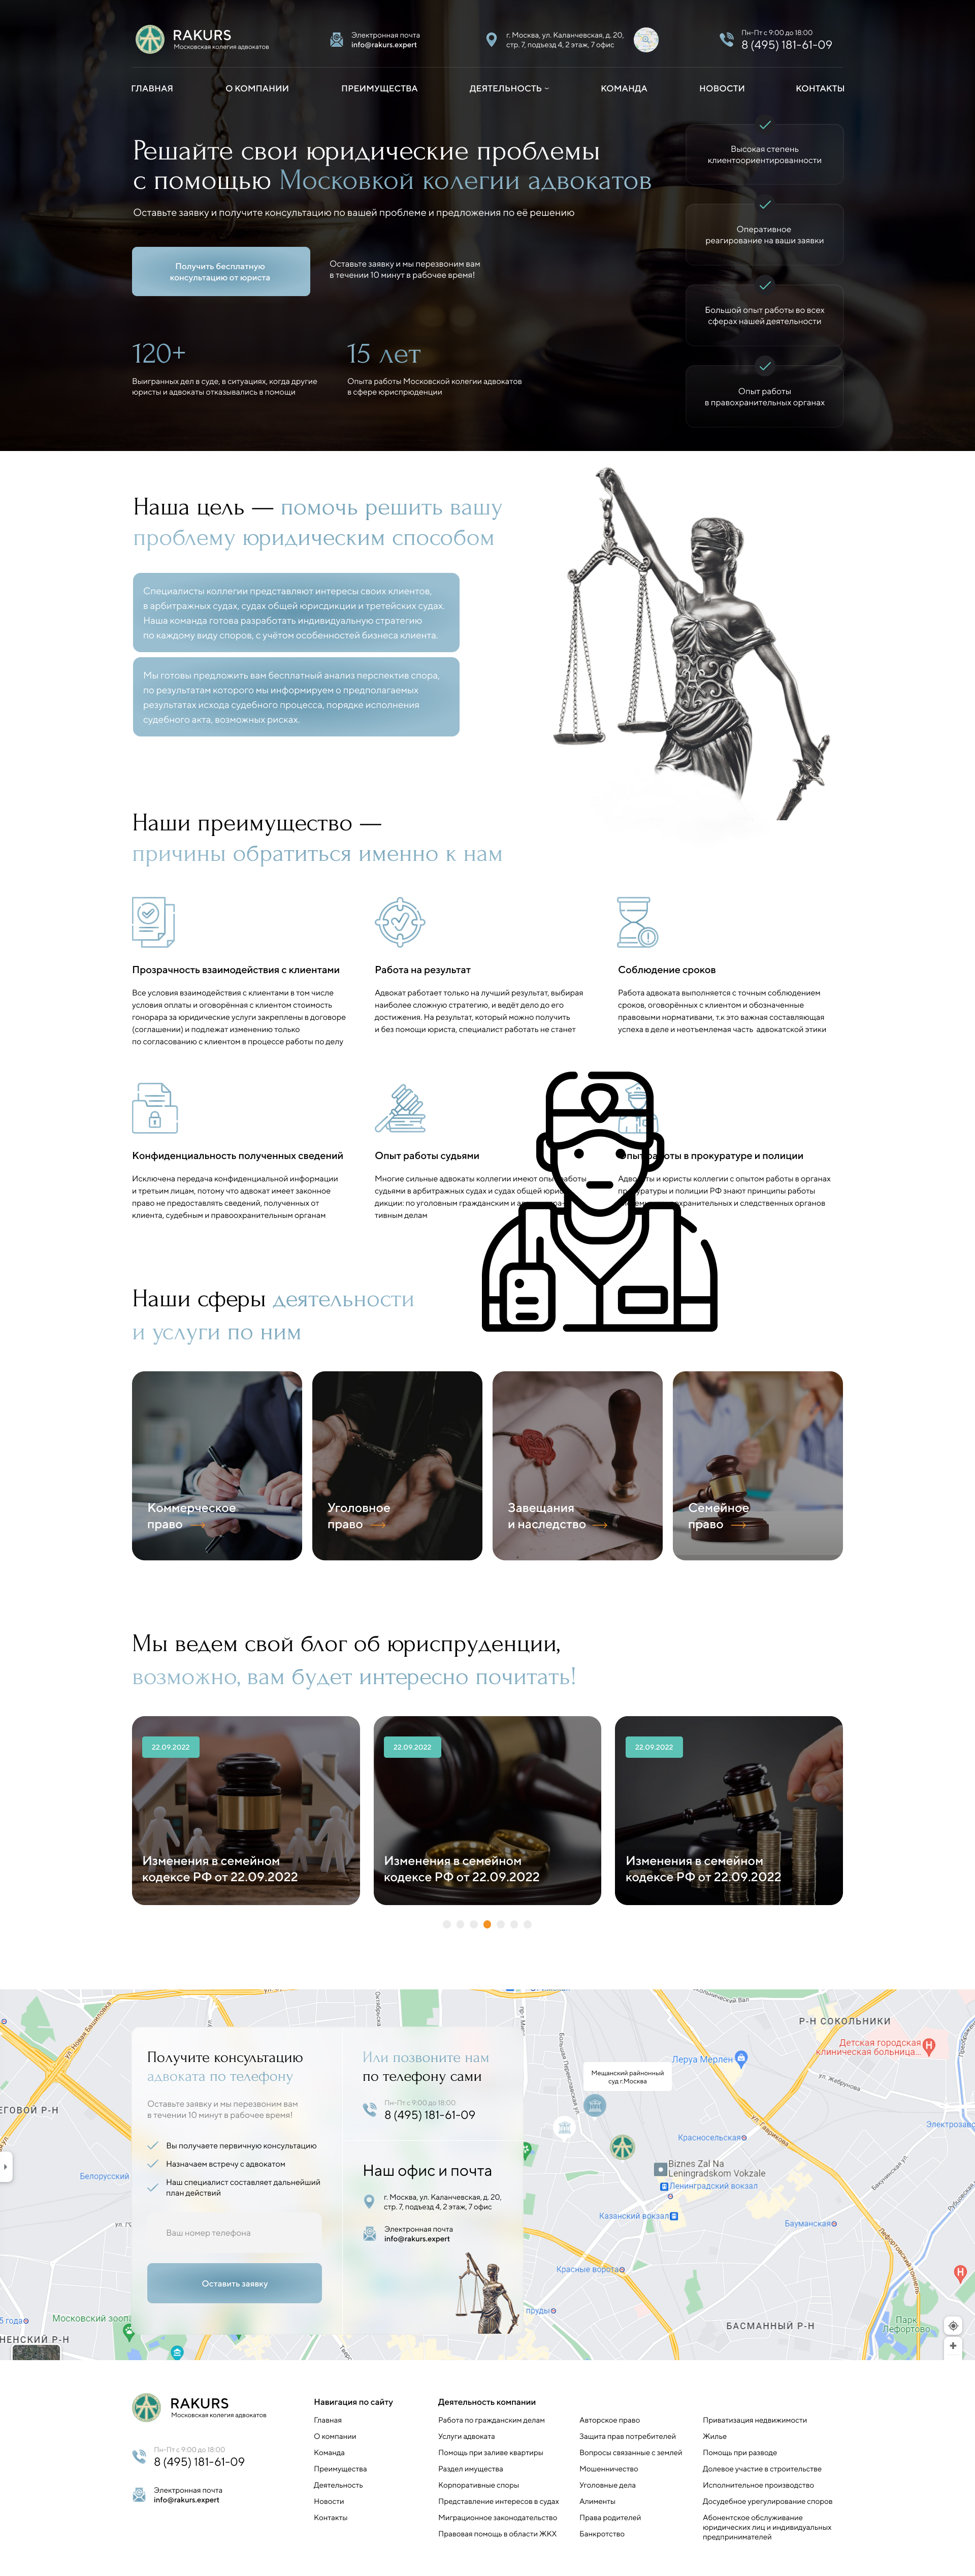 RAKURS
Московская колегия адвокатов
Электронная почта
info@rakurs.expert
г. Москва, ул. Каланчевская, д. 20,
стр. 7, подъезд 4, 2 этаж, 7 офис
Пн-Пт с 9:00 до 18:00
8 (495) 181-61-09
ГЛАВНАЯ
О КОМПАНИИ
ПРЕИМУЩЕСТВА
ДЕЯТЕЛЬНОСТЬ
КОМАНДА
НОВОСТИ
КОНТАКТЫ
Решайте свои юридические проблемы
с помощью Московкой колегии адвокатов
Оставьте заявку и получите консультацию по вашей проблеме и предложения по её решению
Получить бесплатную
консультацию от юриста
Оставьте заявку и мы перезвоним вам
в течении 10 минут в рабочее время!
120+
Выигранных дел в суде, в ситуациях, когда другие
юристы и адвокаты отказывались в помощи
15 лет
Опыта работы Московской колегии адвокатов
в сфере юриспруденции
Высокая степень
клиентоориентированности
Оперативное
реагирование на ваши заявки
Большой опыт работы во всех
сферах нашей деятельности
Опыт работы
в правохранительных органах
Наша цель — помочь решить вашу
проблему юридическим способом
Специалисты коллегии представляют интересы своих клиентов,
в арбитражных судах, судах общей юрисдикции и третейских судах.
Наша команда готова разработать индивидуальную стратегию
по каждому виду споров, с учётом особенностей бизнеса клиента.
Мы готовы предложить вам бесплатный анализ перспектив спора,
по результатам которого мы информируем о предполагаемых
результатах исхода судебного процесса, порядке исполнения
судебного акта, возможных рисках.
Наши преимущество —
причины обратиться именно к нам
Прозрачность взаимодействия с клиентами
Все условия взаимодействия с клиентами в том числе
условия оплаты и оговорённая с клиентом стоимость
гонорара за юридические услуги закреплены в договоре
(соглашении) и подлежат изменению только
по согласованию с клиентом в процессе работы по делу
Работа на результат
Адвокат работает только на лучший результат, выбирая
наиболее сложную стратегию, и ведёт дело до его
достижения. На результат, который можно получить
и без помощи юриста, специалист работать не станет
Соблюдение сроков
Работа адвоката выполняется с точным соблюдением
сроков, оговорённых с клиентом и обозначенные
правовыми нормативами, т.к это важная составляющая
успеха в деле и неотъемлемая часть адвокатской этики
Конфиденциальность полученных сведений
Исключена передача конфиденциальной информации
и третьим лицам, потому что адвокат имеет законное
право не предоставлять сведений, полученных от
клиента, судебным и правоохранительным органам
Опыт работы судьями
Многие сильные адвокаты коллегии имеют
судьями в арбитражных судах и судах общей
дикции: по уголовным гражданским и
тивным делам
работы в прокуратуре и полиции
и юристы коллегии с опытом работы в органах
и полиции РФ знают принципы работы
и следственных органов
Наши сферы деятельности
и услуги по ним
Коммерческое
право
Уголовное
право
Завещания
и наследство
Семейное
право
Мы ведем свой блог об юриспруденции,
возможно, вам будет интересно почитать!
22.09.2022
Изменения в семейном
кодексе РФ от 22.09.2022
22.09.2022
Изменения в семейном
кодексе РФ от 22.09.2022
22.09.2022
Изменения в семейном
кодексе РФ от 22.09.2022
Получите консультацию
адвоката по телефону
Оставьте заявку и мы перезвоним вам
в течении 10 минут в рабочее время!
Вы получаете первичную консультацию
Назначаем встречу с адвокатом
Наш специалист составляет дальнейший
план действий
Ваш номер телефона
Оставить заявку
Или позвоните нам
по телефону сами
Пн-Пт с 9:00 до 18:00
8 (495) 181-61-09
Наш офис и почта
г. Москва, ул. Каланчевская, д. 20,
стр. 7, подъезд 4, 2 этаж, 7 офис
Электронная почта
info@rakurs.expert
ул. Новая Башиловка
ЕГОВОЙ Р-Н
Белорусский
Московский зооп
НЕНСКИЙ Р-Н
Большая Переяславская ул.
Мещанский райнонный
суд г.Москва
Леруа Мерлен
Р-Н СОКОЛЬНИКИ
Детская городская
клиническая больница...
ул. Жебрунова
ул. Гаврикова
Красносельская
Электрозаво
Biznes Zal Na
Leningradskom Vokzale
Ленинградский вокзал
Казанский вокзал
Бауманская
Бакунинская ул.
Красные ворота
Лефортовский тоннель
пруды
БАСМАННЫЙ Р-Н
Парк
Лефортово
RAKURS
Московская колегия адвокатов
Пн-Пт с 9:00 до 18:00
8 (495) 181-61-09
Электронная почта
info@rakurs.expert
Навигация по сайту
Главная
О компании
Команда
Преимущества
Деятельность
Новости
Контакты
Деятельность компании
Работа по гражданским делам
Услуги адвоката
Помощь при заливе квартиры
Раздел имущества
Корпоративные споры
Представление интересов в судах
Миграционное законодательство
Правовая помощь в области ЖКХ
Авторское право
Защита прав потребителей
Вопросы связанные с землей
Мошенничество
Уголовные дела
Алименты
Права родителей
Банкротство
Приватизация недвижимости
Жилье
Помощь при разводе
Долевое участие в строительстве
Исполнительное производство
Досудебное урегулирование споров
Абонентское обслуживание
юридических лиц и индивидуальных
предпринимателей